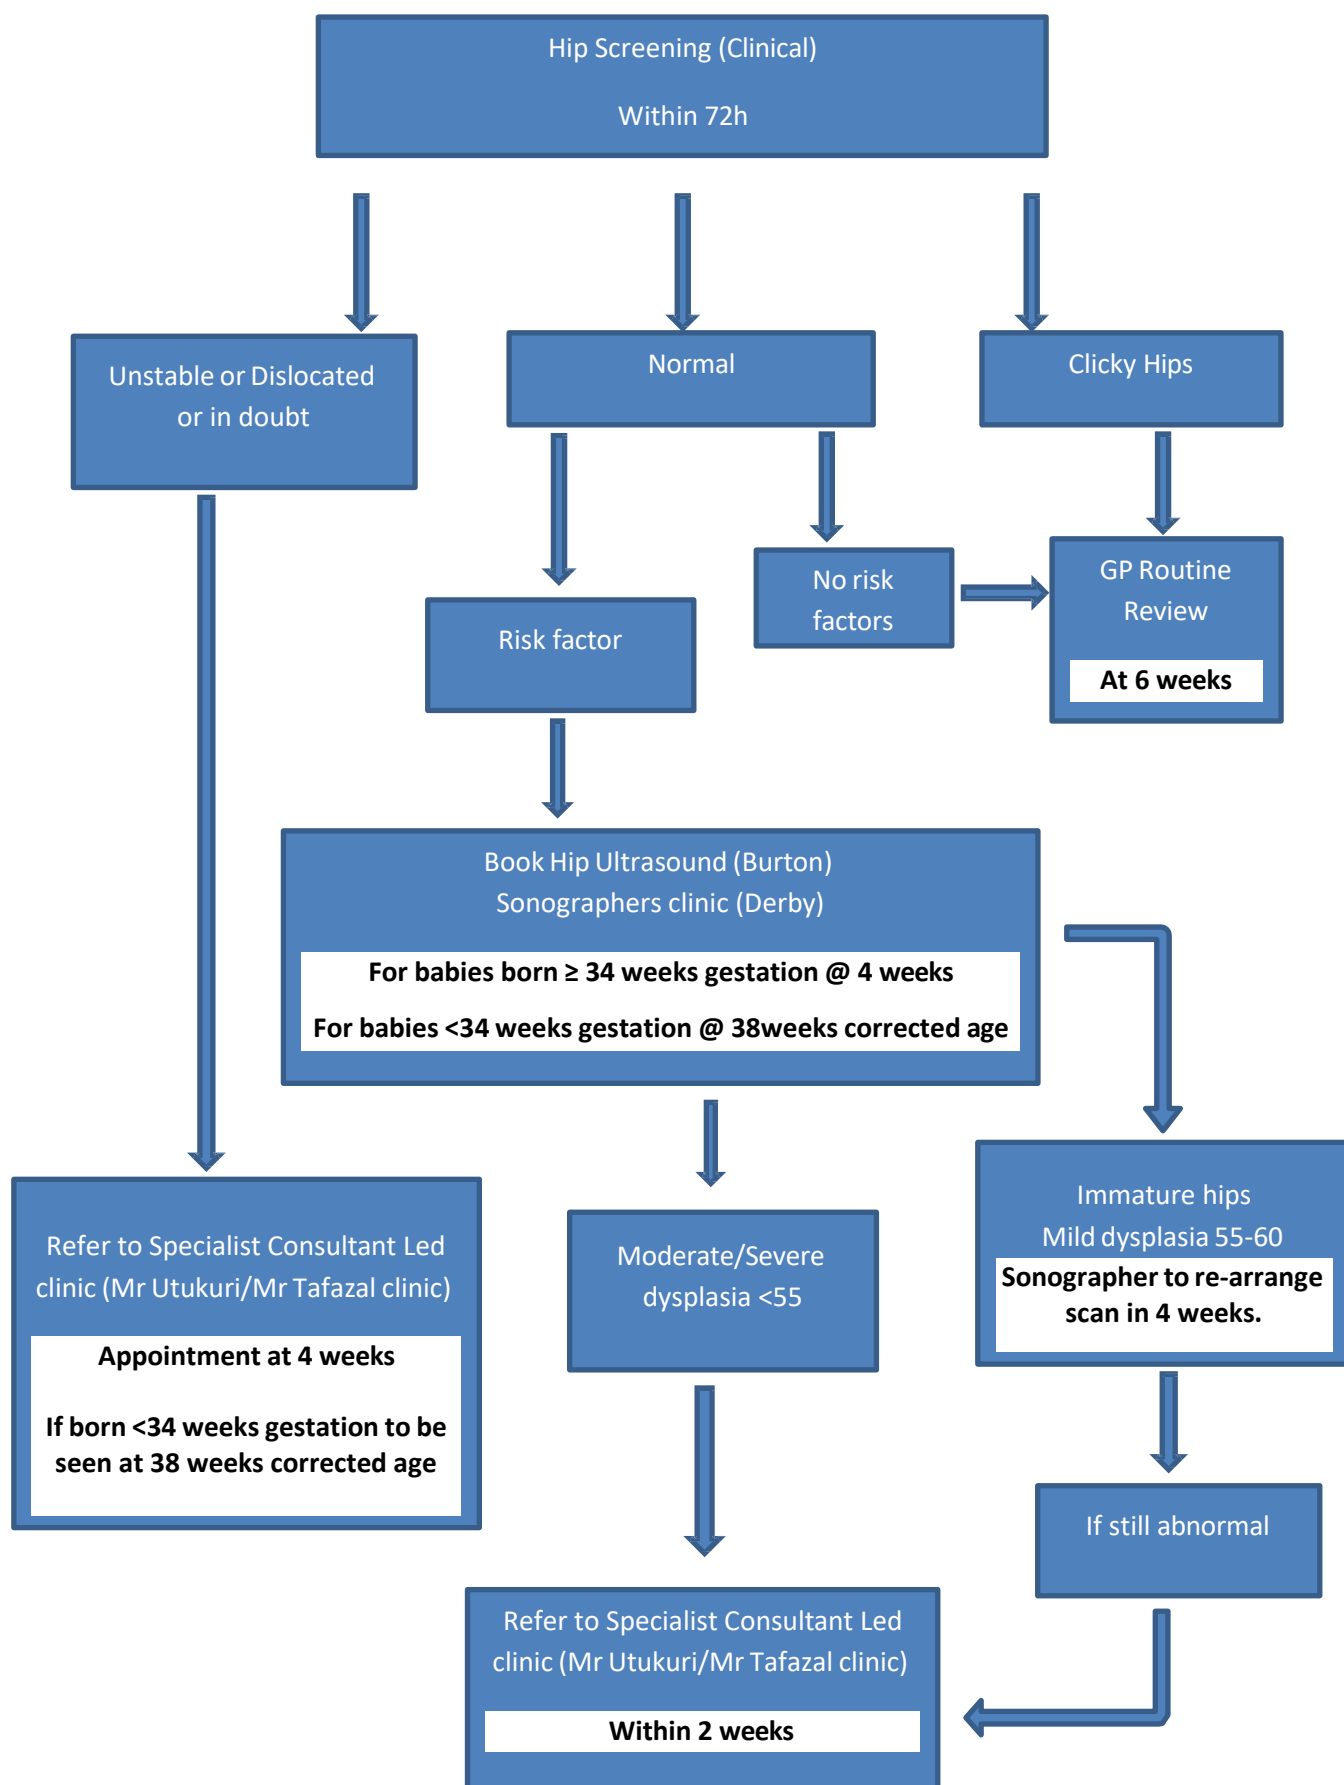 Hip Screening (Clinical)
Within 72h
Unstable or Dislocated
or in doubt
Normal
Clicky Hips
Risk factor
No risk
factors
GP Routine
Review
At 6 weeks
Book Hip Ultrasound (Burton)
Sonographers clinic (Derby)
For babies born ≥ 34 weeks gestation @ 4 weeks
For babies <34 weeks gestation @ 38weeks corrected age
Refer to Specialist Consultant Led
clinic (Mr Utukuri/Mr Tafazal clinic)
Appointment at 4 weeks
If born <34 weeks gestation to be
seen at 38 weeks corrected age
Moderate/Severe
dysplasia <55
Immature hips
Mild dysplasia 55-60
Sonographer to re-arrange
scan in 4 weeks.
If still abnormal
Refer to Specialist Consultant Led
clinic (Mr Utukuri/Mr Tafazal clinic)
Within 2 weeks